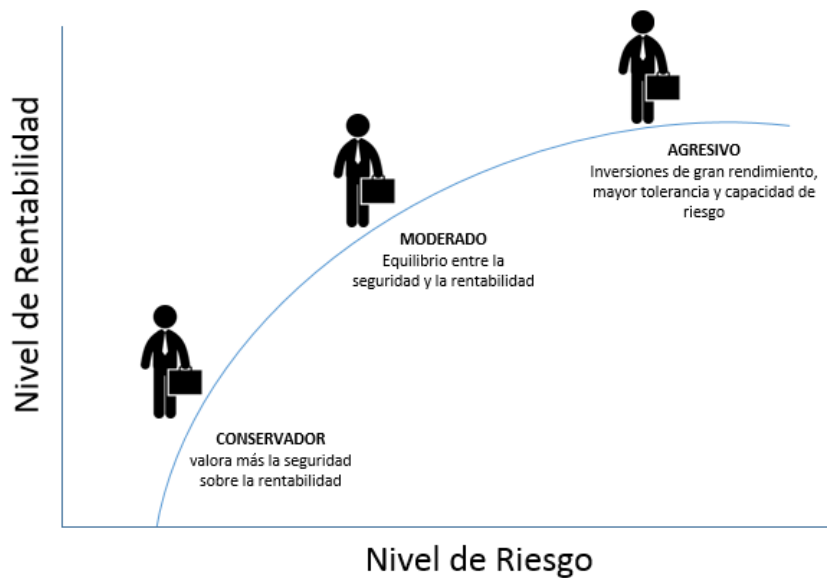 Nivel de Rentabilidad
AGRESIVO
Inversiones de gran rendimiento,
mayor tolerancia y capacidad de
riesgo
MODERADO
Equilibrio entre la
seguridad y la rentabilidad
CONSERVADOR
valora más la seguridad
sobre la rentabilidad
Nivel de Riesgo